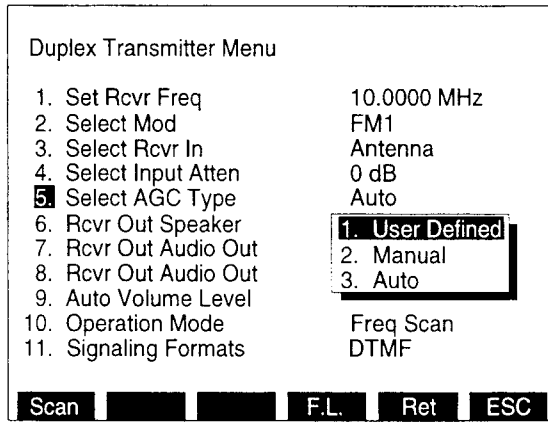 Duplex Transmitter Menu
1. Set Rcvr Freq 10.0000 MHz
2. Select Mod FM1
3. Select Rcvr In Antenna
4. Select Input Atten 0 dB
5. Select AGC Type Auto
6. Rcvr Out Speaker 1. User Defined
7. Rcvr Out Audio Out 2. Manual
8. Rcvr Out Audio Out 3. Auto
9. Auto Volume Level
10. Operation Mode Freq Scan
11. Signaling Formats DTMF
Scan F.L. Ret ESC